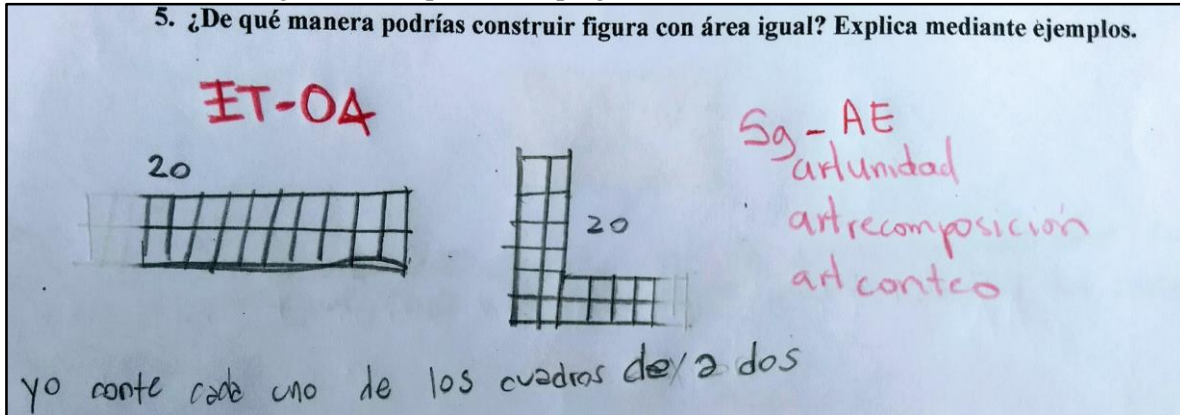 5. ¿De qué manera podrías construir figura con área igual? Explica mediante ejemplos.
ET-OA
Sg - AE
art unidad
art recomposición
art conteo
20
20
yo conte cada uno de los cuadros de 2 dos